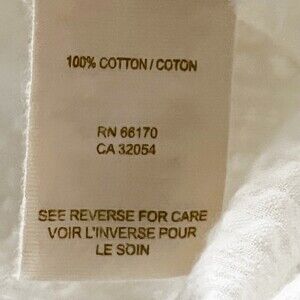 100% COTTON / COTON
RN 66170
CA 32054
SEE REVERSE FOR CARE
VOIR L'INVERSE POUR
LE SOIN